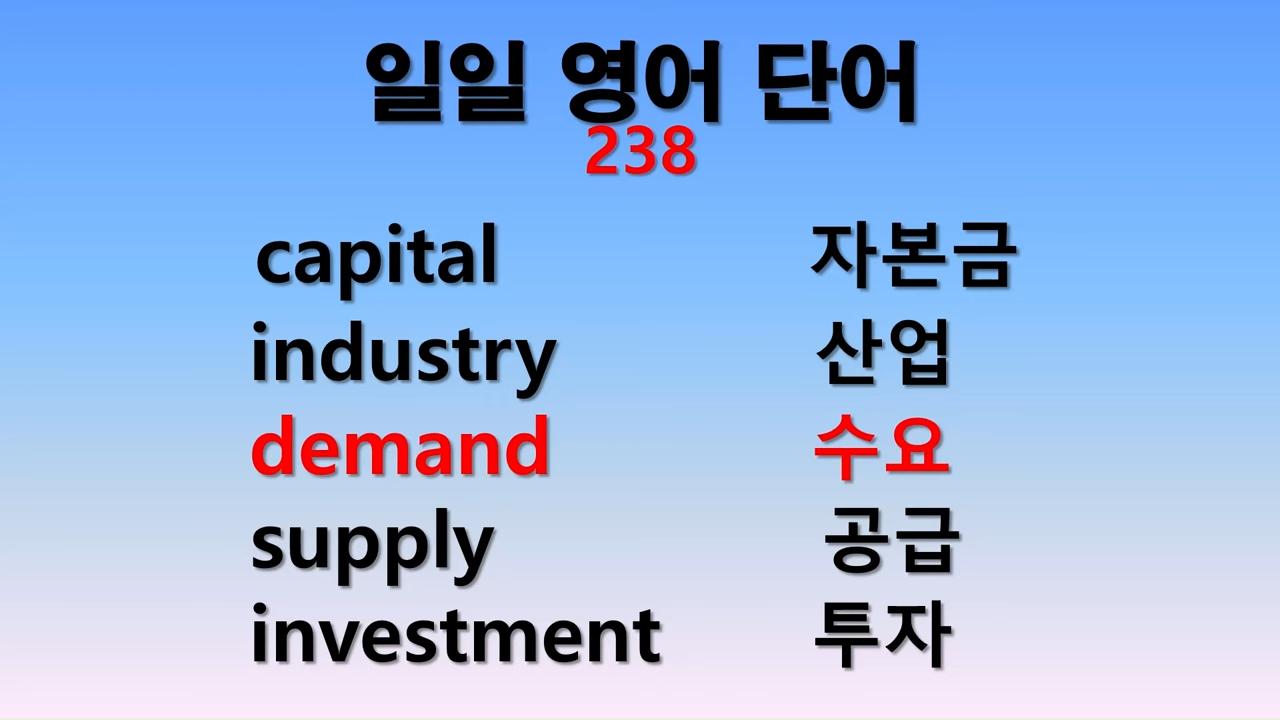 일일 영어 단어
238
capital 자본금
industry 산업
demand 수요
supply 공급
investment 투자